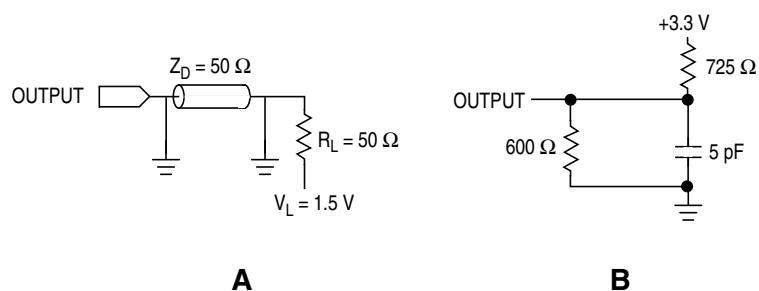 Z_D = 50 Ω
OUTPUT
R_L = 50 Ω
V_L = 1.5 V
A
+3.3 V
725 Ω
OUTPUT
600 Ω
5 pF
B